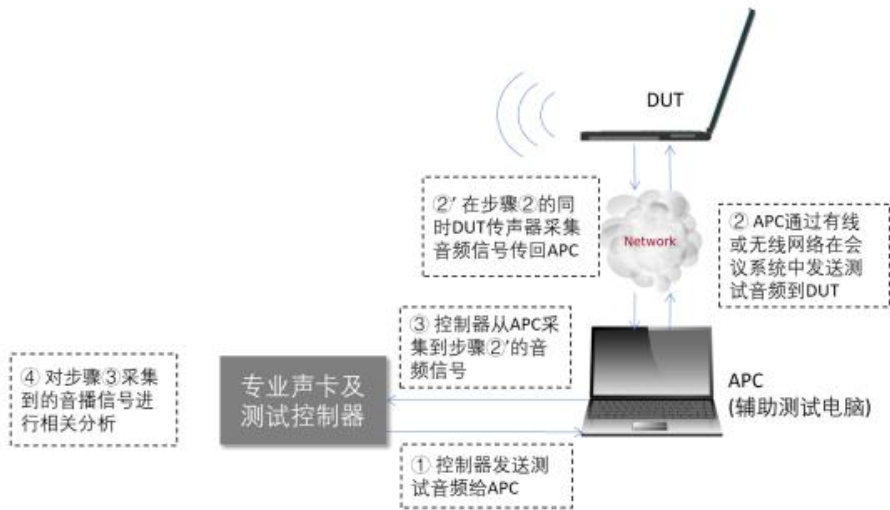 DUT
②′ 在步骤②的同
时DUT传声器采集
音频信号传回APC
Network
② APC通过有线
或无线网络在会
议系统中发送测
试音频到DUT
③ 控制器从APC采
集到步骤②′的音
频信号
④ 对步骤③采集
到的音播信号进
行相关分析
专业声卡及
测试控制器
APC
(辅助测试电脑)
① 控制器发送测
试音频给APC